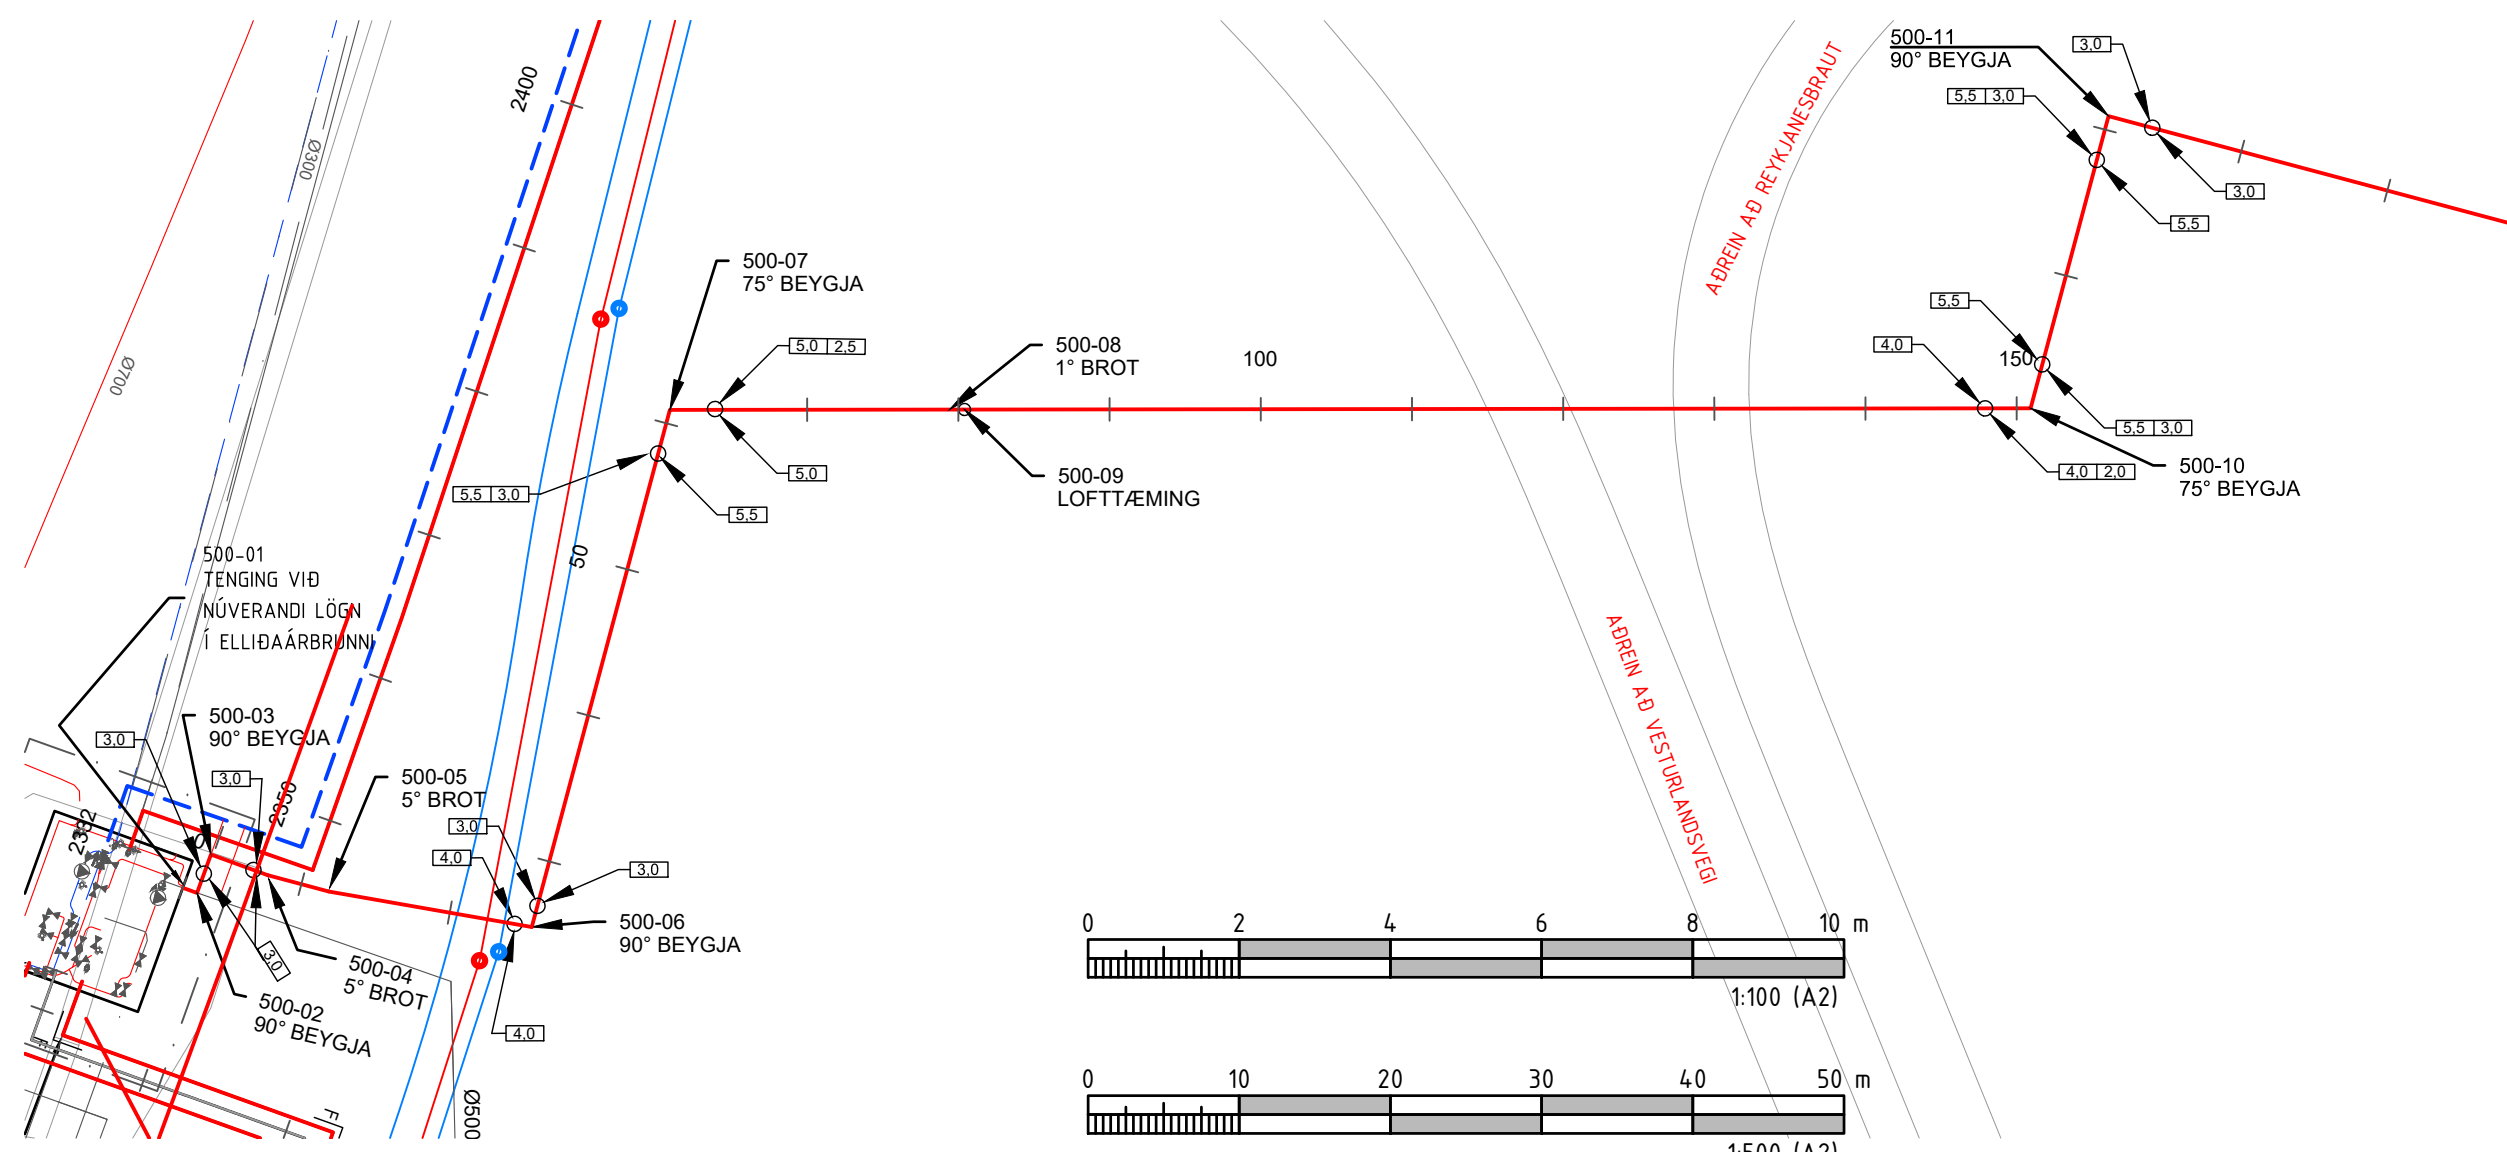 500-11
90° BEYGJA
3,0
5,5 3,0
3,0
5,5
2400
Ø300
AÐREIN AÐ REYKJANESBRAUT
500-07
75° BEYGJA
5,0 2,5
500-08
1° BROT
100
5,5
4,0
150
Ø700
5,0
500-09
LOFTTÆMING
5,5 3,0
5,5
5,5 3,0
4,0 2,0
500-10
75° BEYGJA
50
500-01
TENGING VIÐ
NÚVERANDI LÖGN
Í ELLIÐAÁRBRUNNI
AÐREIN AÐ VESTURLANDSVEGI
500-03
90° BEYGJA
3,0
3,0
2350
2332
0
500-05
5° BROT
3,0
4,0
3,0
500-06
90° BEYGJA
3,0
500-04
5° BROT
500-02
90° BEYGJA
4,0
Ø500
0 2 4 6 8 10 m
1:100 (A2)
0 10 20 30 40 50 m
1:500 (A2)